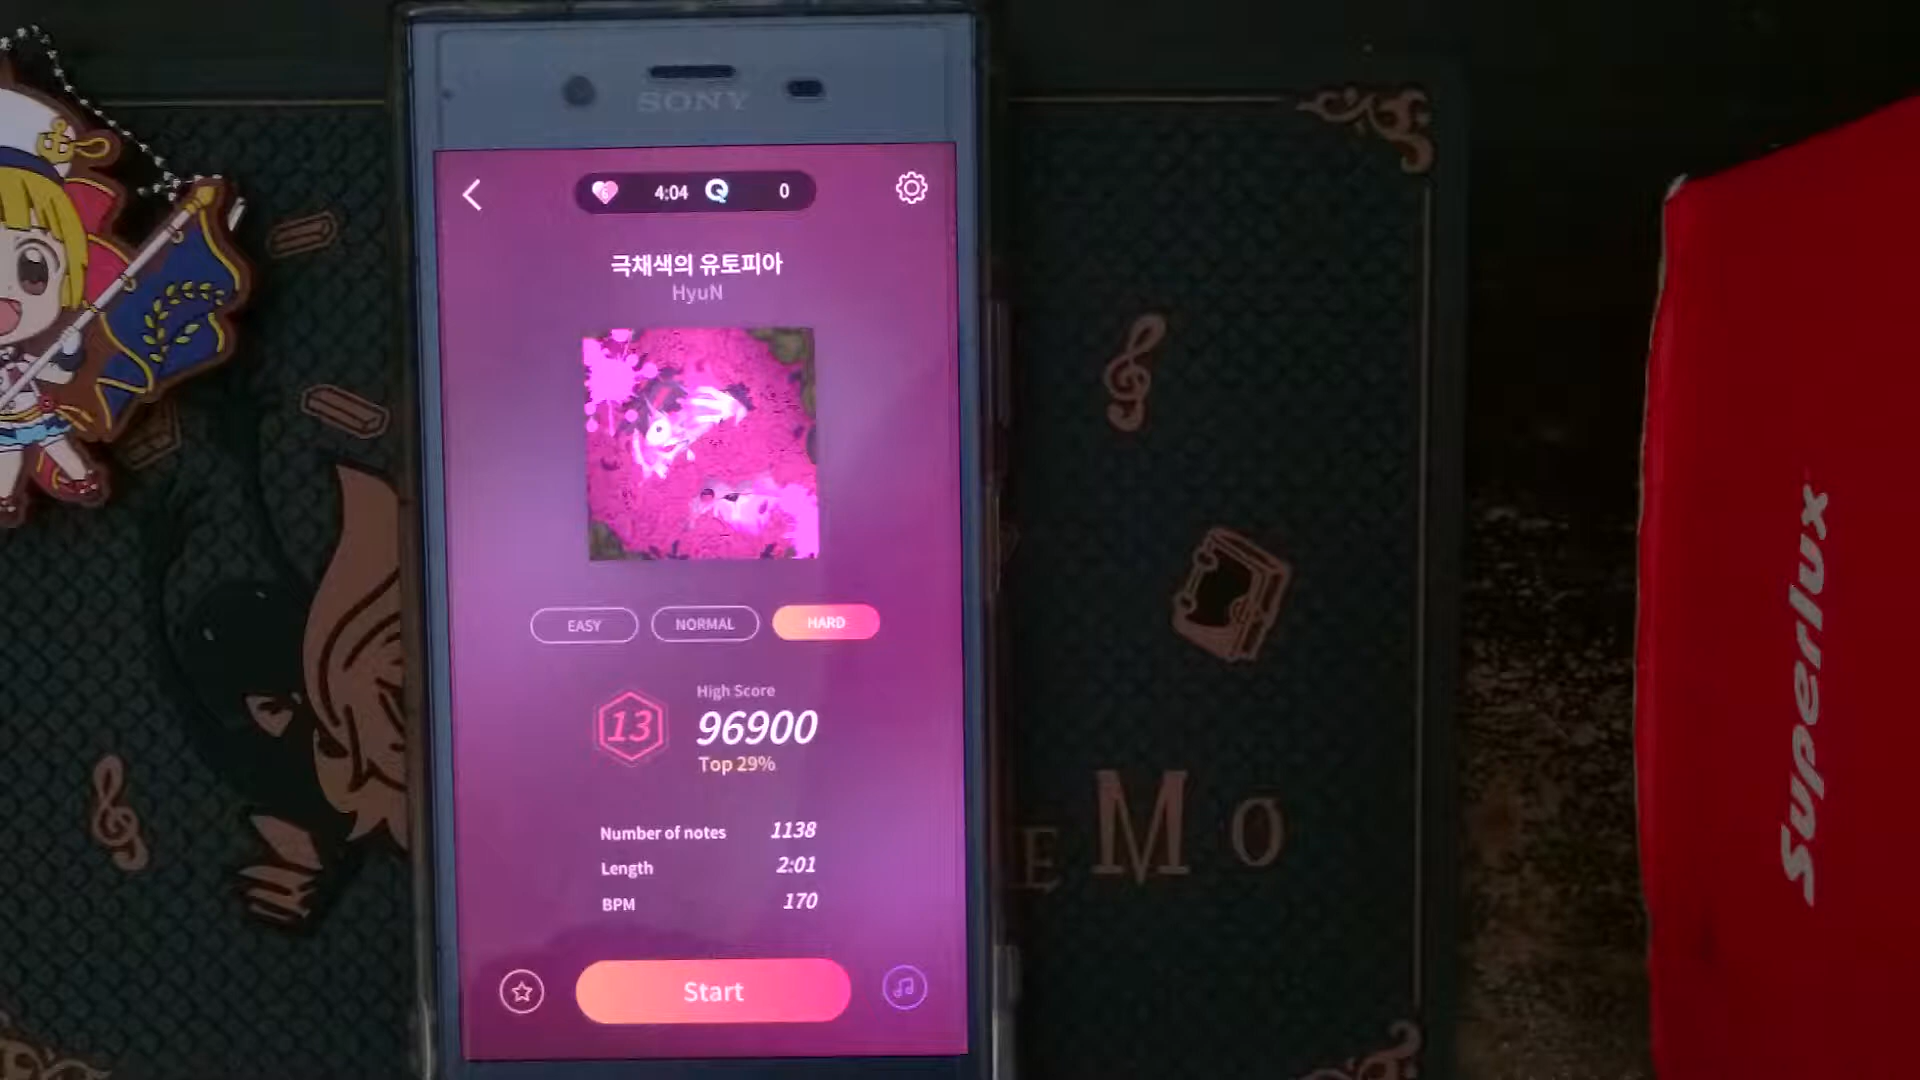 SONY
6
4:04
0
극채색의 유토피아
HyuN
EASY
NORMAL
HARD
13
High Score
96900
Top 29%
Number of notes 1138
Length 2:01
BPM 170
Start
EMO
Superlux